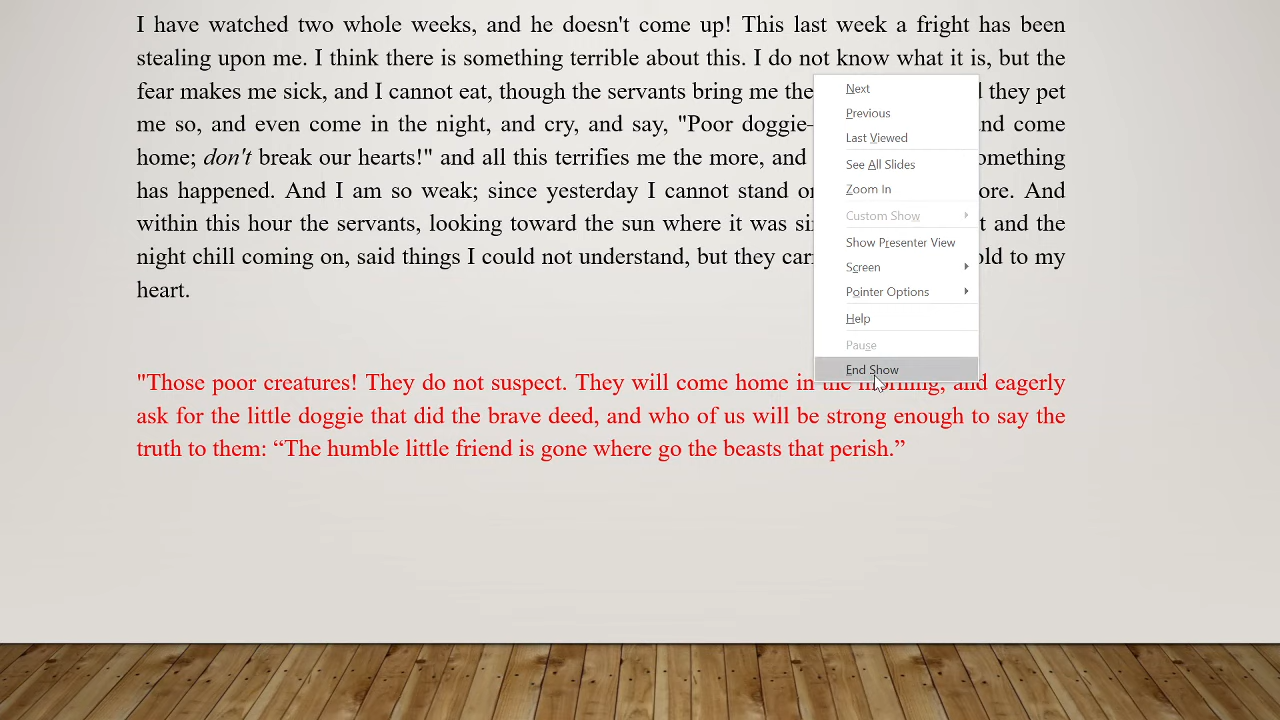 I have watched two whole weeks, and he doesn't come up! This last week a fright has been
stealing upon me. I think there is something terrible about this. I do not know what it is, but the
fear makes me sick, and I cannot eat, though the servants bring me the they pet
me so, and even come in the night, and cry, and say, "Poor doggie– and come
home; don't break our hearts!" and all this terrifies me the more, and something
has happened. And I am so weak; since yesterday I cannot stand on ore. And
within this hour the servants, looking toward the sun where it was si t and the
night chill coming on, said things I could not understand, but they carr old to my
heart.
"Those poor creatures! They do not suspect. They will come home in the morning, and eagerly
ask for the little doggie that did the brave deed, and who of us will be strong enough to say the
truth to them: “The humble little friend is gone where go the beasts that perish.”
Next
Previous
Last Viewed
See All Slides
Zoom In
Custom Show
Show Presenter View
Screen
Pointer Options
Help
Pause
End Show